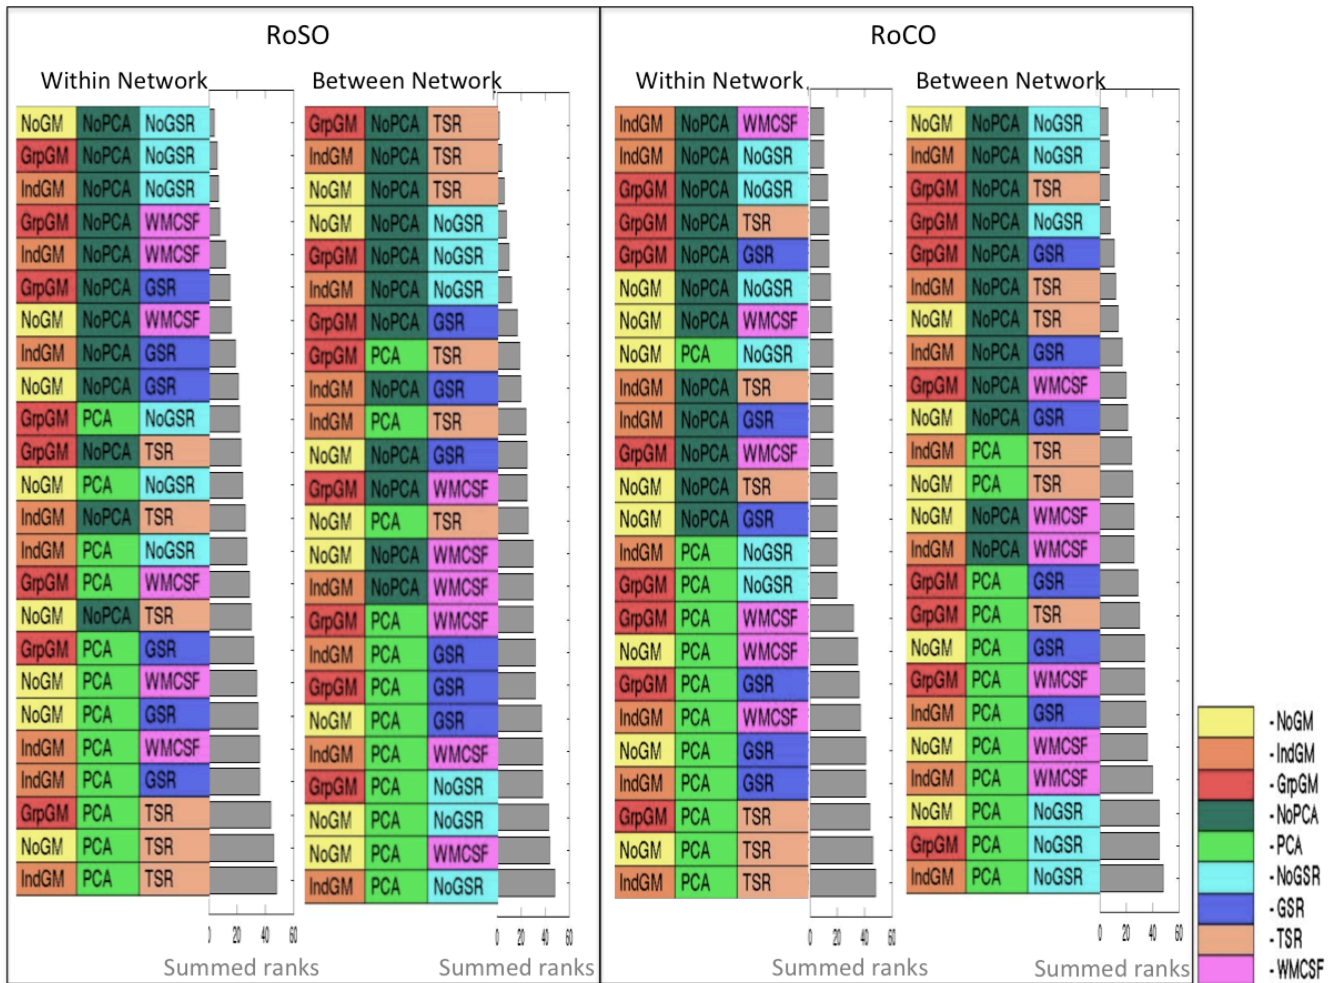 RoSO
RoCO
Within Network
Between Network
Within Network
Between Network
NoGM NoPCA NoGSR
GrpGM NoPCA NoGSR
IndGM NoPCA NoGSR
GrpGM NoPCA WMCSF
IndGM NoPCA WMCSF
GrpGM NoPCA GSR
NoGM NoPCA WMCSF
IndGM NoPCA GSR
NoGM NoPCA GSR
GrpGM PCA NoGSR
GrpGM NoPCA TSR
NoGM PCA NoGSR
IndGM NoPCA TSR
IndGM PCA NoGSR
GrpGM PCA WMCSF
NoGM NoPCA TSR
GrpGM PCA GSR
NoGM PCA WMCSF
NoGM PCA GSR
IndGM PCA WMCSF
IndGM PCA GSR
GrpGM PCA TSR
NoGM PCA TSR
IndGM PCA TSR
0 20 40 60
Summed ranks
GrpGM NoPCA TSR
IndGM NoPCA TSR
NoGM NoPCA TSR
NoGM NoPCA NoGSR
GrpGM NoPCA NoGSR
IndGM NoPCA NoGSR
GrpGM NoPCA GSR
GrpGM PCA TSR
IndGM NoPCA GSR
IndGM PCA TSR
NoGM NoPCA GSR
GrpGM NoPCA WMCSF
NoGM PCA TSR
NoGM NoPCA WMCSF
IndGM NoPCA WMCSF
GrpGM PCA WMCSF
IndGM PCA GSR
GrpGM PCA GSR
NoGM PCA GSR
IndGM PCA WMCSF
GrpGM PCA NoGSR
NoGM PCA NoGSR
NoGM PCA WMCSF
IndGM PCA NoGSR
0 20 40 60
Summed ranks
IndGM NoPCA WMCSF
IndGM NoPCA NoGSR
GrpGM NoPCA NoGSR
GrpGM NoPCA TSR
GrpGM NoPCA GSR
NoGM NoPCA NoGSR
NoGM NoPCA WMCSF
NoGM PCA NoGSR
IndGM NoPCA TSR
IndGM NoPCA GSR
GrpGM NoPCA WMCSF
NoGM NoPCA TSR
NoGM NoPCA GSR
IndGM PCA NoGSR
GrpGM PCA NoGSR
GrpGM PCA WMCSF
NoGM PCA WMCSF
GrpGM PCA GSR
IndGM PCA WMCSF
NoGM PCA GSR
IndGM PCA GSR
GrpGM PCA TSR
NoGM PCA TSR
IndGM PCA TSR
0 20 40 60
Summed ranks
NoGM NoPCA NoGSR
IndGM NoPCA NoGSR
GrpGM NoPCA TSR
GrpGM NoPCA NoGSR
GrpGM NoPCA GSR
IndGM NoPCA TSR
NoGM NoPCA TSR
IndGM NoPCA GSR
GrpGM NoPCA WMCSF
NoGM NoPCA GSR
IndGM PCA TSR
NoGM PCA TSR
NoGM NoPCA WMCSF
IndGM NoPCA WMCSF
GrpGM PCA GSR
GrpGM PCA TSR
NoGM PCA GSR
GrpGM PCA WMCSF
IndGM PCA GSR
NoGM PCA WMCSF
IndGM PCA WMCSF
NoGM PCA NoGSR
GrpGM PCA NoGSR
IndGM PCA NoGSR
0 20 40 60
Summed ranks
- NoGM
- IndGM
- GrpGM
- NoPCA
- PCA
- NoGSR
- GSR
- TSR
- WMCSF